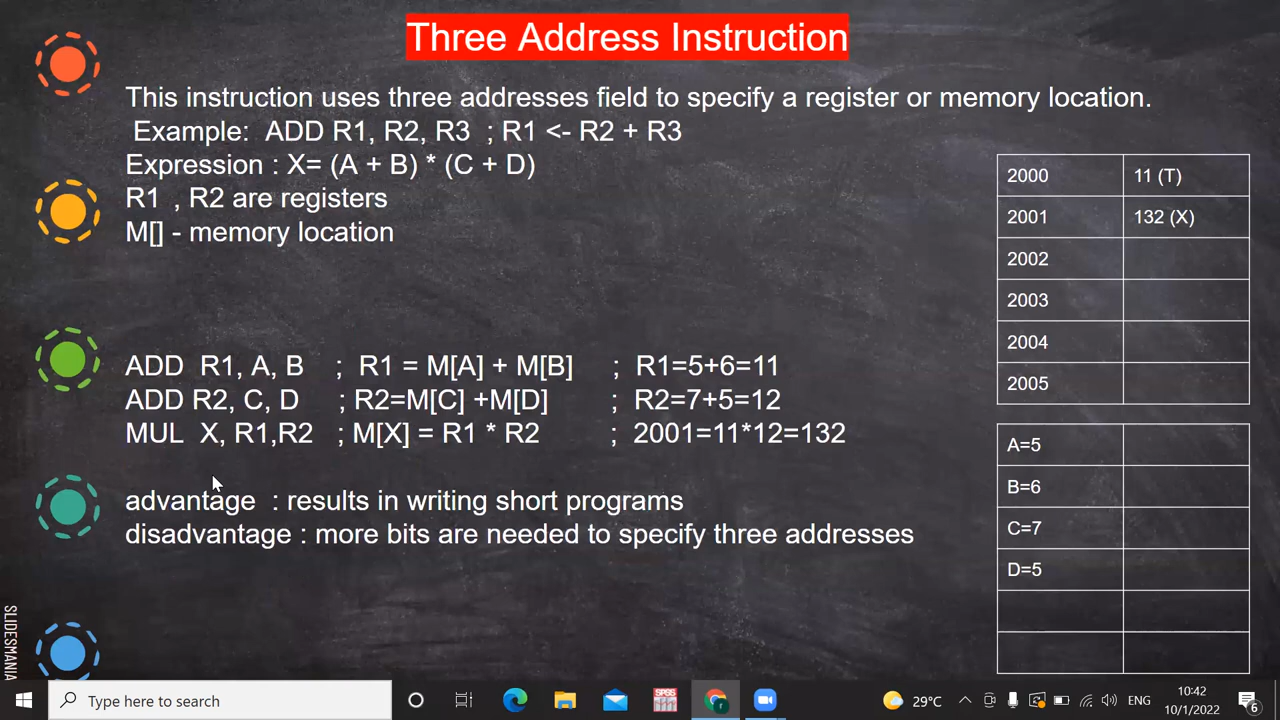 Three Address Instruction
This instruction uses three addresses field to specify a register or memory location.
Example: ADD R1, R2, R3 ; R1 <- R2 + R3
Expression : X= (A + B) * (C + D)
R1 , R2 are registers
M[] - memory location
ADD R1, A, B ; R1 = M[A] + M[B] ; R1=5+6=11
ADD R2, C, D ; R2=M[C] +M[D] ; R2=7+5=12
MUL X, R1,R2 ; M[X] = R1 * R2 ; 2001=11*12=132
advantage : results in writing short programs
disadvantage : more bits are needed to specify three addresses
2000 11 (T)
2001 132 (X)
2002
2003
2004
2005
A=5
B=6
C=7
D=5
SLIDESMANIA
Type here to search
SPSS
29°C
ENG
10:42
10/1/2022
6